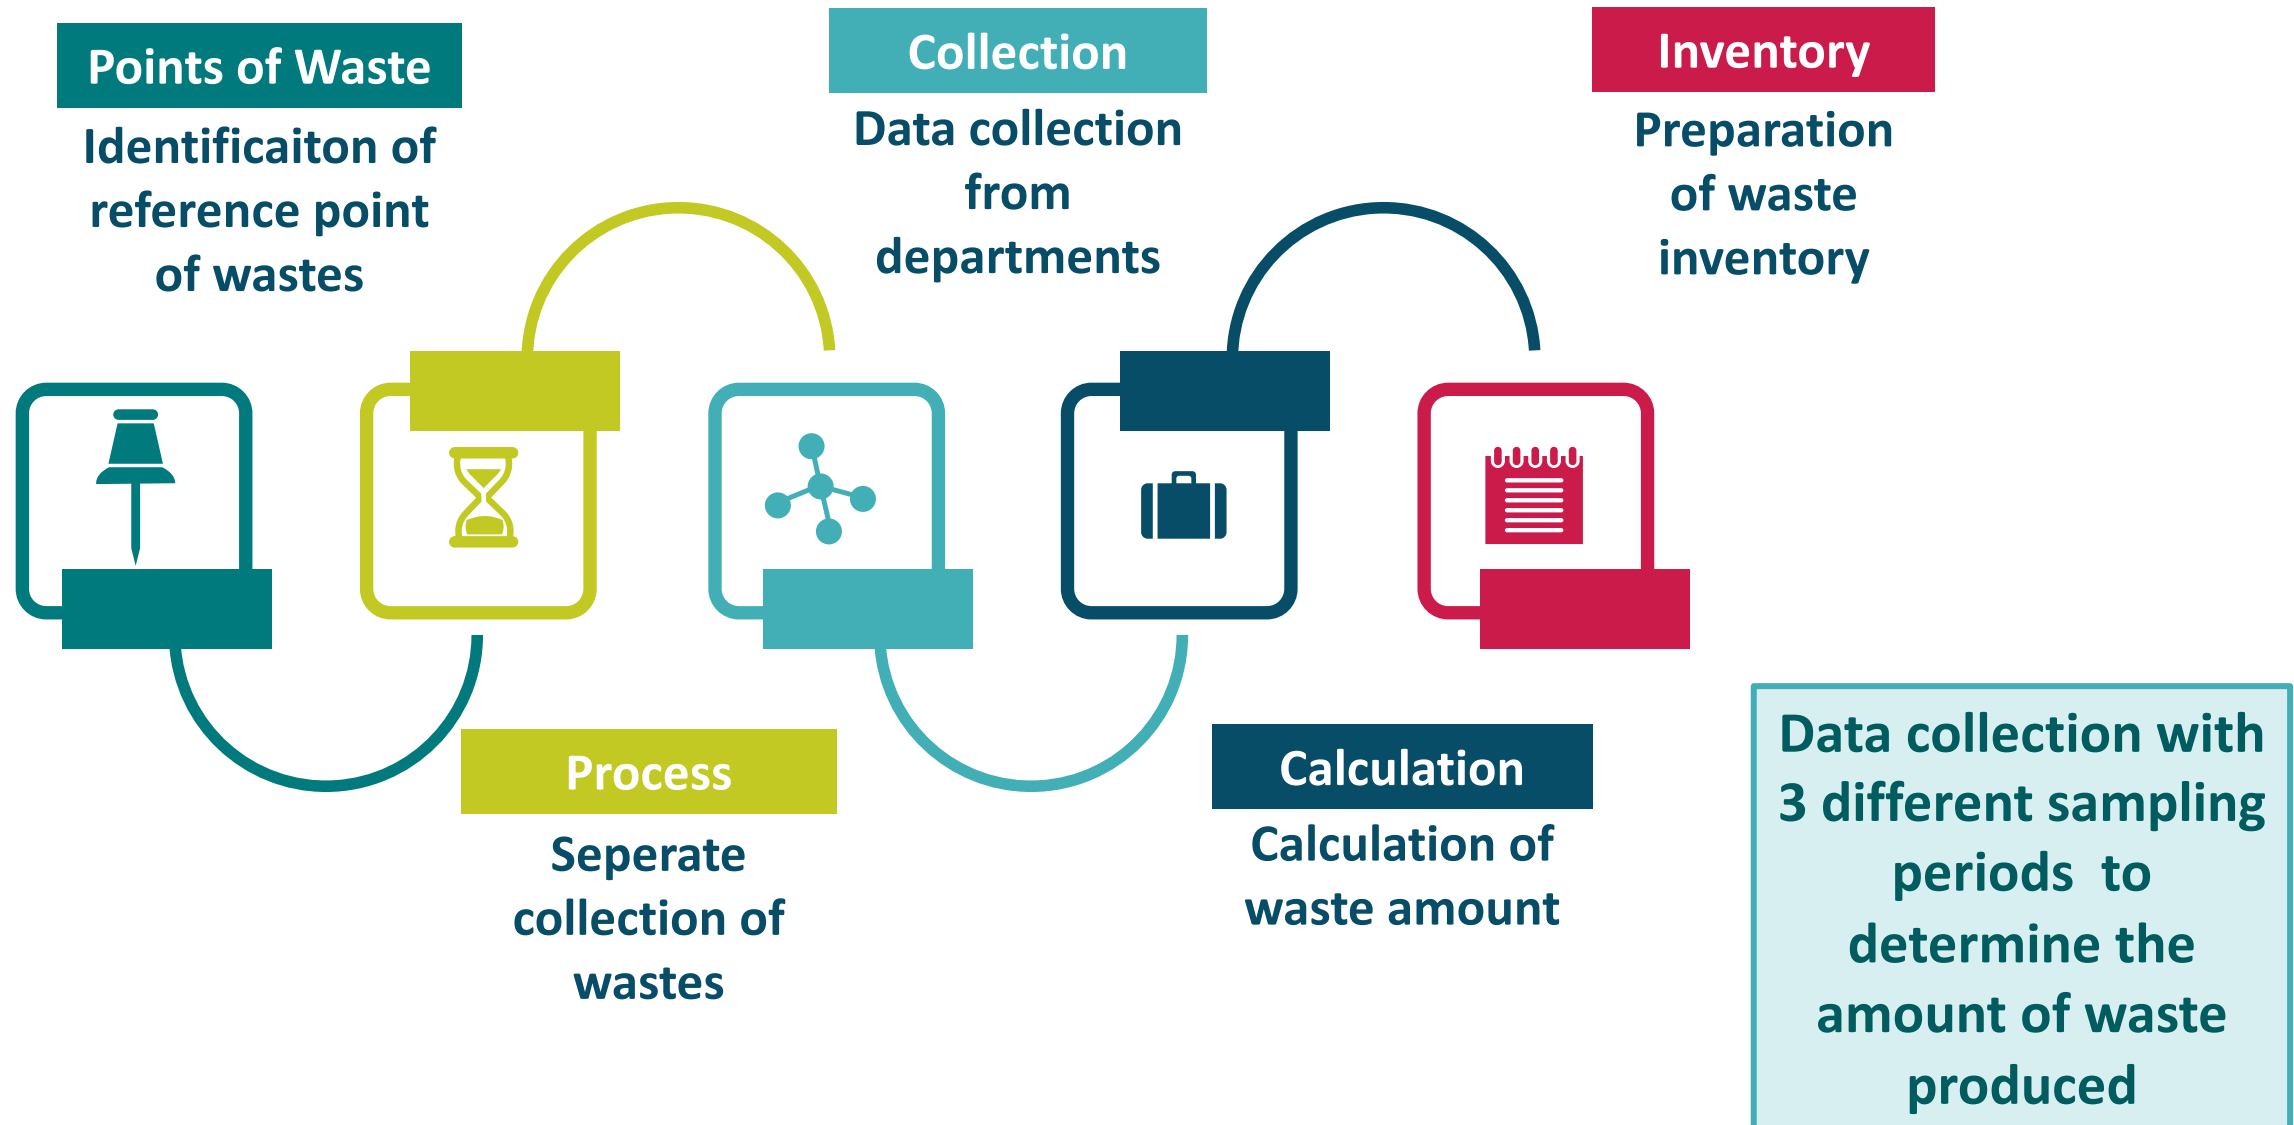 Points of Waste
Identificaiton of
reference point
of wastes
Process
Seperate
collection of
wastes
Collection
Data collection
from
departments
Calculation
Calculation of
waste amount
Inventory
Preparation
of waste
inventory
Data collection with
3 different sampling
periods to
determine the
amount of waste
produced